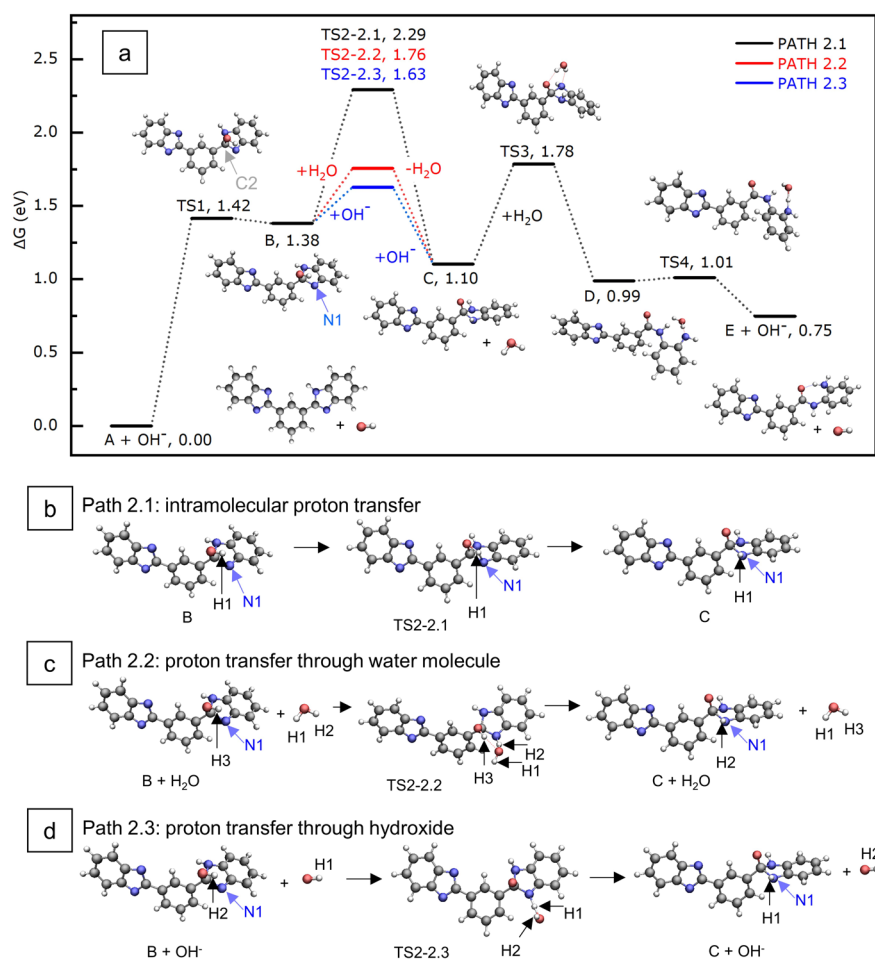 a
TS2-2.1, 2.29
TS2-2.2, 1.76
TS2-2.3, 1.63
PATH 2.1
PATH 2.2
PATH 2.3
2.5
2.0
1.5
1.0
0.5
0.0
ΔG (eV)
C2
TS1, 1.42
B, 1.38
N1
+H₂O
-H₂O
+OH⁻
+OH⁻
C, 1.10
+
TS3, 1.78
+H₂O
D, 0.99
TS4, 1.01
E + OH⁻, 0.75
+
A + OH⁻, 0.00
+
b Path 2.1: intramolecular proton transfer
H1 N1
B
H1
TS2-2.1
N1
H1
C
c Path 2.2: proton transfer through water molecule
+
H1 H2
N1
H3
B + H₂O
H2
H3 H1
TS2-2.2
+
N1
H2
H1 H3
C + H₂O
d Path 2.3: proton transfer through hydroxide
H1
+
H2 N1
B + OH-
H1
H2
TS2-2.3
H2
+
N1
H1
C + OH-